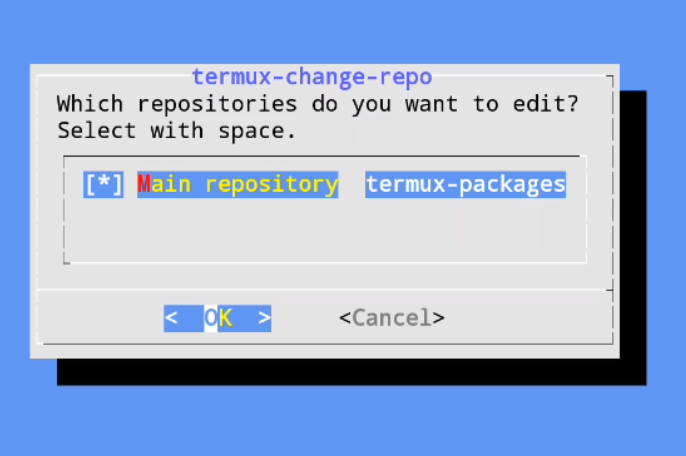 termux-change-repo
Which repositories do you want to edit?
Select with space.
[*] Main repository termux-packages
< OK > <Cancel>